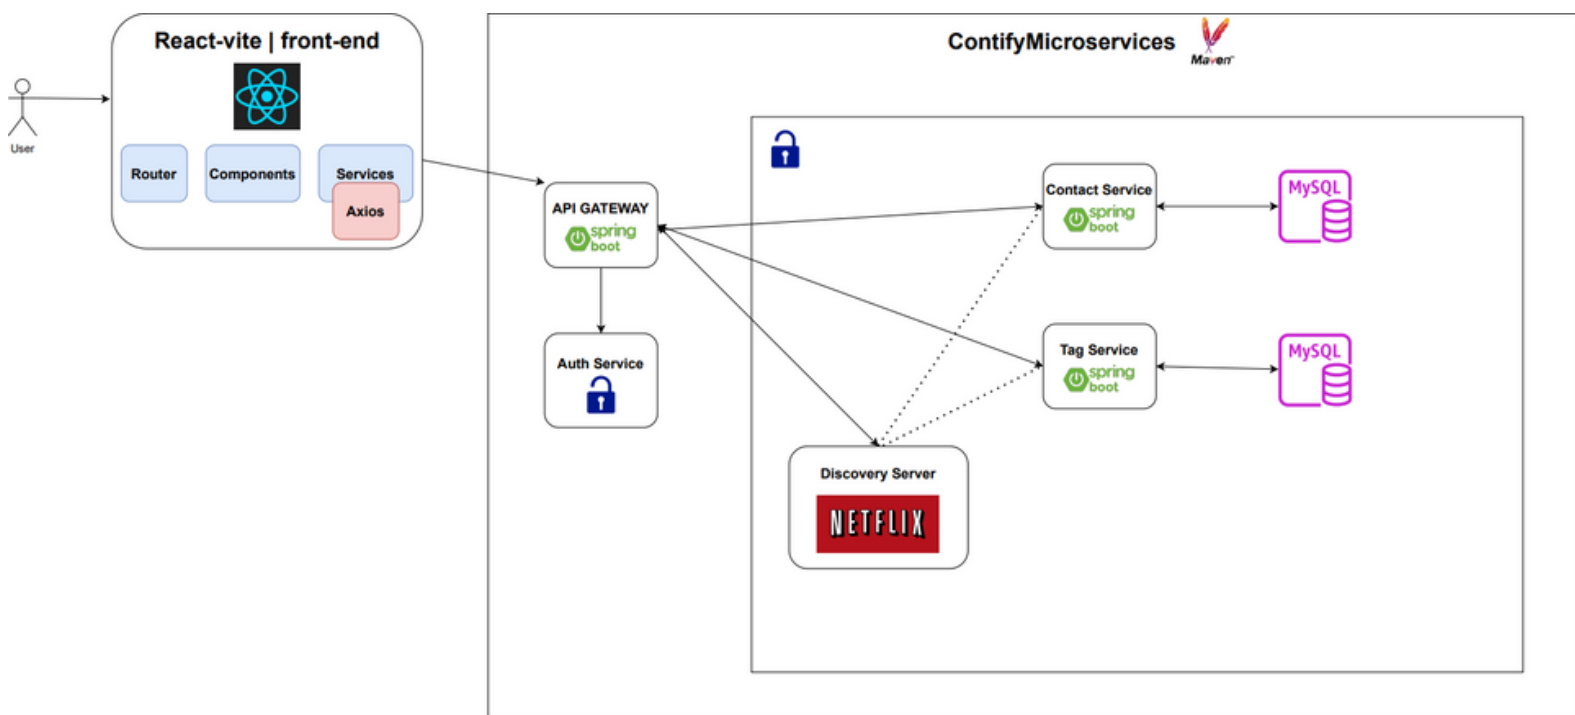 React-vite | front-end
User
Router
Components
Services
Axios
ContifyMicroservices
Maven™
API GATEWAY
spring
boot
Auth Service
Contact Service
spring
boot
MySQL
Tag Service
spring
boot
MySQL
Discovery Server
NETFLIX